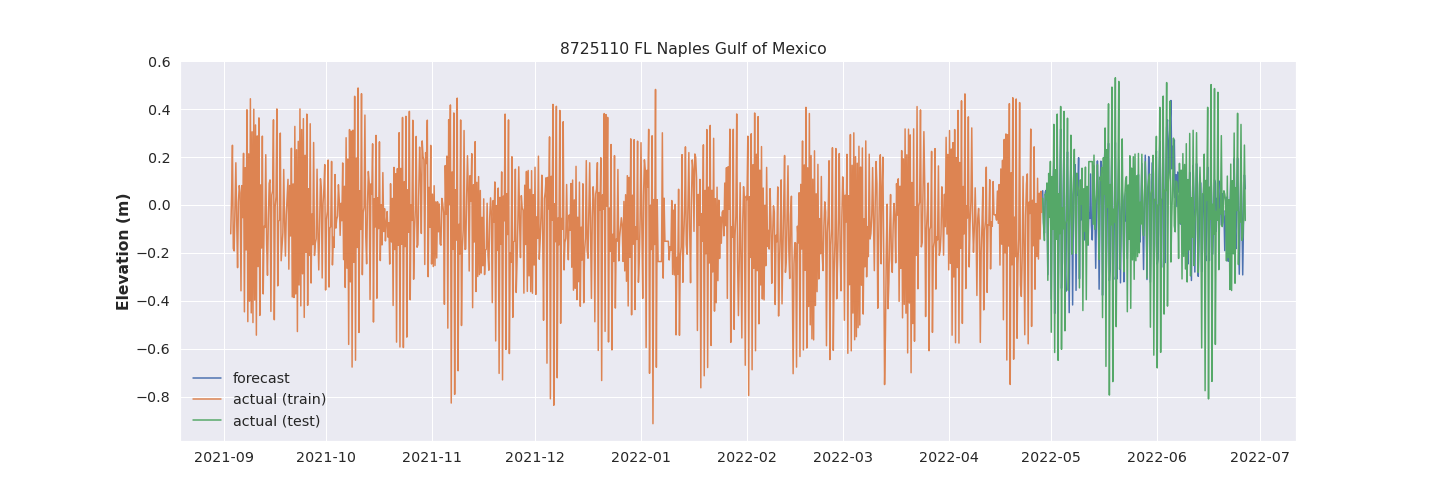 8725110 FL Naples Gulf of Mexico
Elevation (m)
0.6
0.4
0.2
0.0
−0.2
−0.4
−0.6
−0.8
forecast
actual (train)
actual (test)
2021-09 2021-10 2021-11 2021-12 2022-01 2022-02 2022-03 2022-04 2022-05 2022-06 2022-07